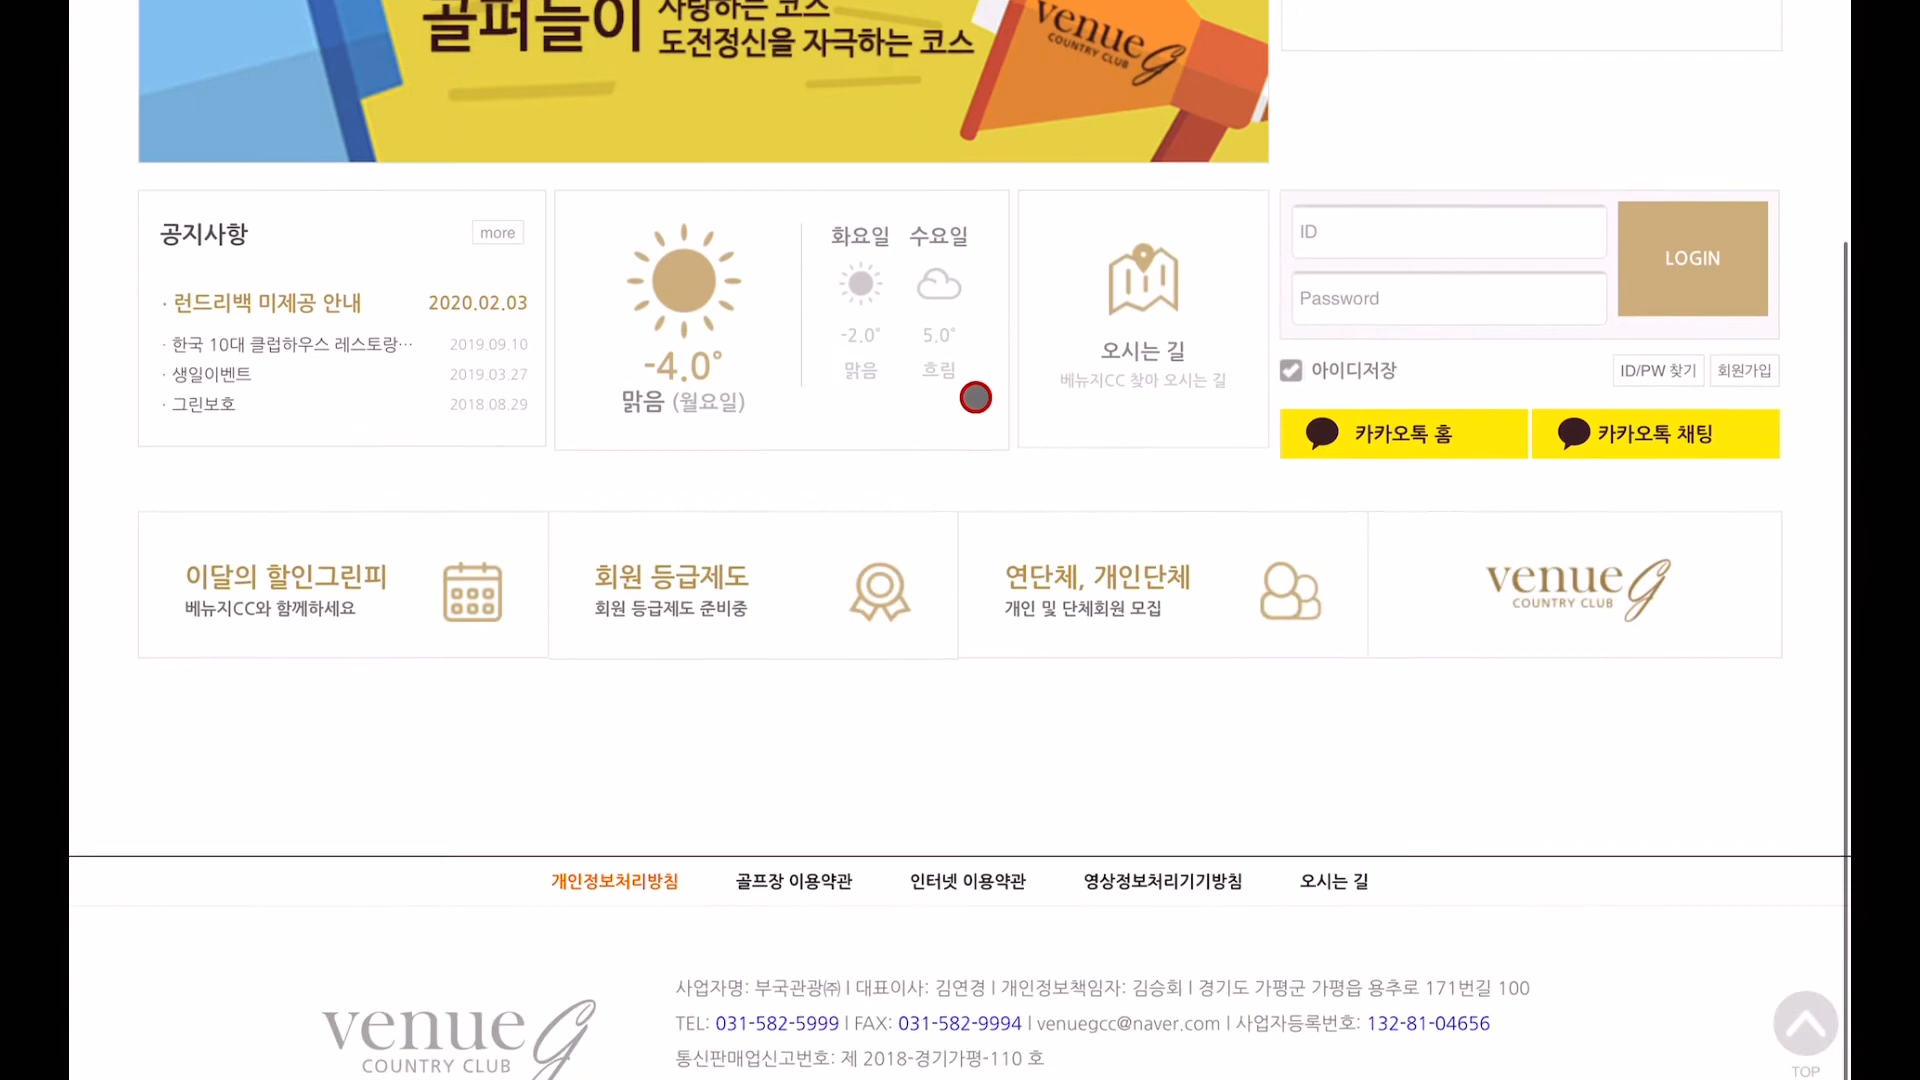 골퍼들이
사랑하는 코스
도전정신을 자극하는 코스
venue g
COUNTRY CLUB
공지사항
more
· 런드리백 미제공 안내 2020.02.03
· 한국 10대 클럽하우스 레스토랑··· 2019.09.10
· 생일이벤트 2019.03.27
· 그린보호 2018.08.29
-4.0°
맑음 (월요일)
화요일 수요일
-2.0° 5.0°
맑음 흐림
오시는 길
베뉴지CC 찾아 오시는 길
ID
Password
LOGIN
아이디저장
ID/PW 찾기
회원가입
카카오톡 홈
카카오톡 채팅
이달의 할인그린피
베뉴지CC와 함께하세요
회원 등급제도
회원 등급제도 준비중
연단체, 개인단체
개인 및 단체회원 모집
venue g
COUNTRY CLUB
개인정보처리방침 골프장 이용약관 인터넷 이용약관 영상정보처리기기방침 오시는 길
venue g
COUNTRY CLUB
사업자명: 부국관광㈜ | 대표이사: 김연경 | 개인정보책임자: 김승회 | 경기도 가평군 가평읍 용추로 171번길 100
TEL: 031-582-5999 | FAX: 031-582-9994 | venuegcc@naver.com | 사업자등록번호: 132-81-04656
통신판매업신고번호: 제 2018-경기가평-110 호
TOP